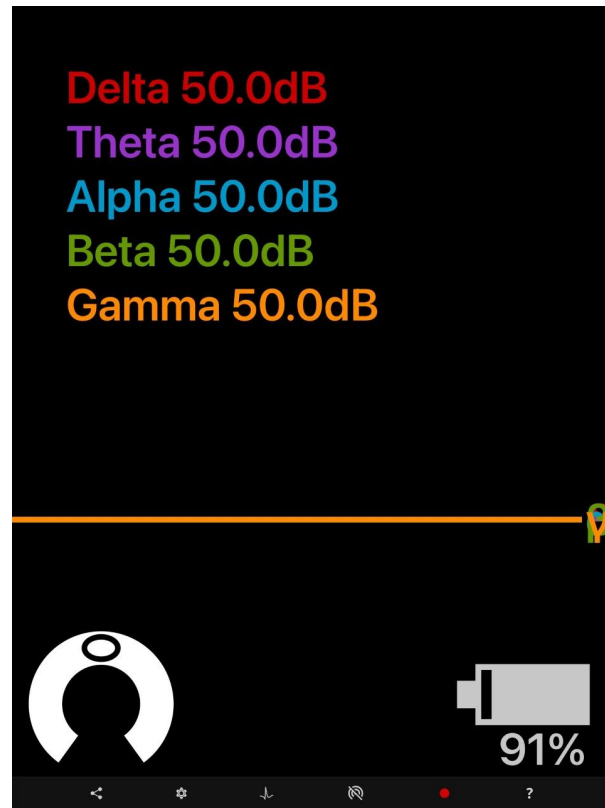 Delta 50.0dB
Theta 50.0dB
Alpha 50.0dB
Beta 50.0dB
Gamma 50.0dB
γ
91%
?